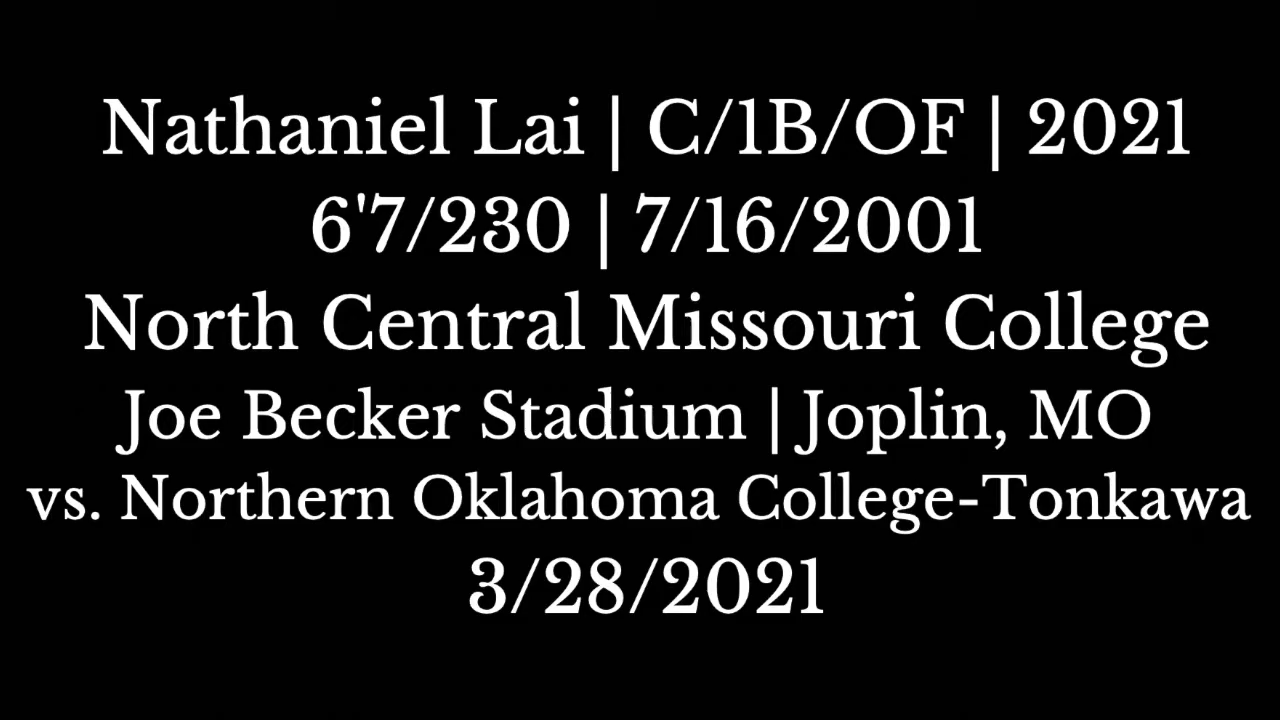 Nathaniel Lai | C/1B/OF | 2021
6'7/230 | 7/16/2001
North Central Missouri College
Joe Becker Stadium | Joplin, MO
vs. Northern Oklahoma College-Tonkawa
3/28/2021